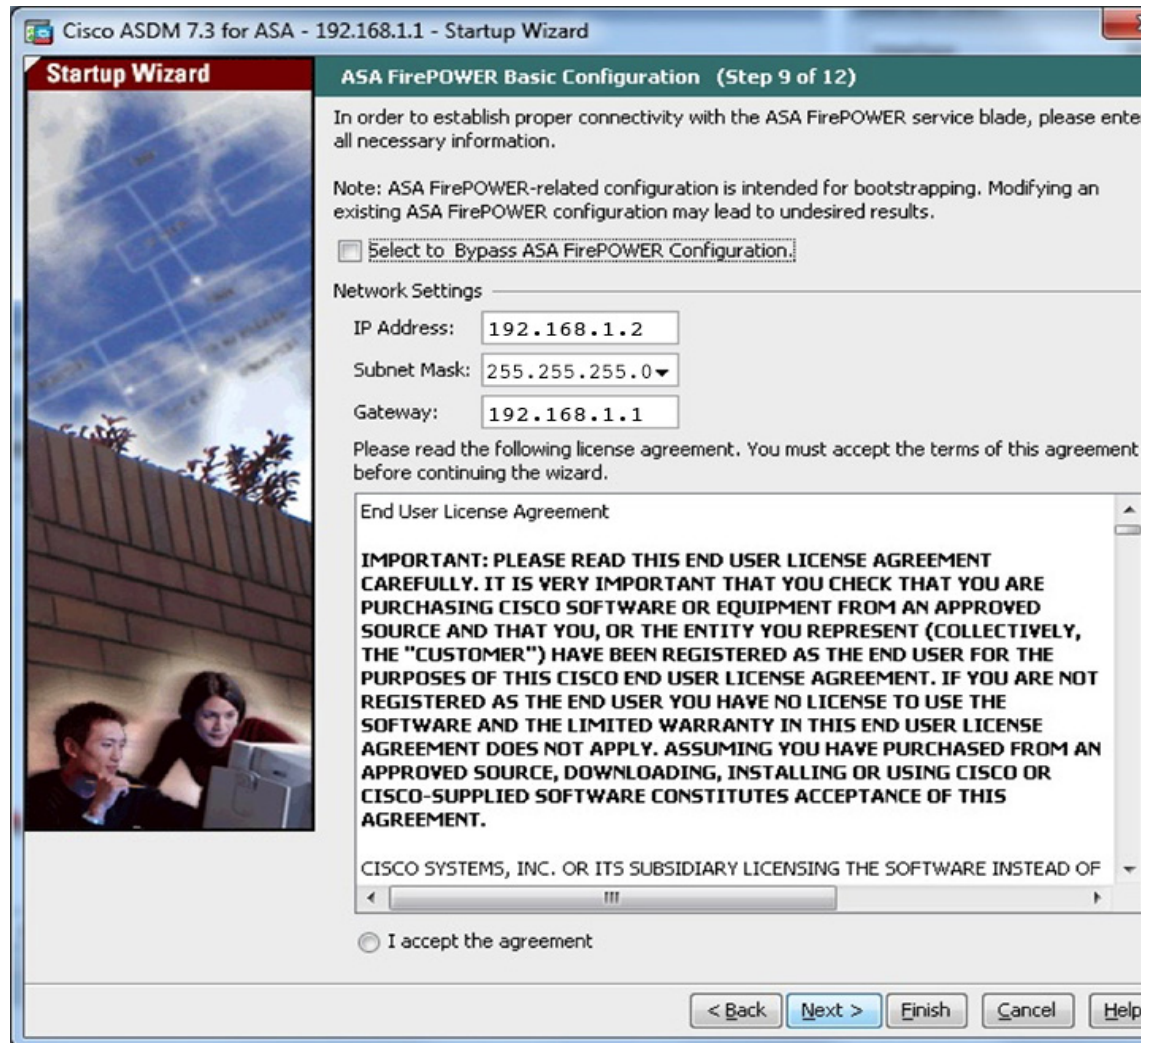 Cisco ASDM 7.3 for ASA - 192.168.1.1 - Startup Wizard
Startup Wizard
ASA FirePOWER Basic Configuration (Step 9 of 12)
In order to establish proper connectivity with the ASA FirePOWER service blade, please ente
all necessary information.
Note: ASA FirePOWER-related configuration is intended for bootstrapping. Modifying an
existing ASA FirePOWER configuration may lead to undesired results.
Select to Bypass ASA FirePOWER Configuration.
Network Settings
IP Address: 192.168.1.2
Subnet Mask: 255.255.255.0
Gateway: 192.168.1.1
Please read the following license agreement. You must accept the terms of this agreement
before continuing the wizard.
End User License Agreement
IMPORTANT: PLEASE READ THIS END USER LICENSE AGREEMENT
CAREFULLY. IT IS VERY IMPORTANT THAT YOU CHECK THAT YOU ARE
PURCHASING CISCO SOFTWARE OR EQUIPMENT FROM AN APPROVED
SOURCE AND THAT YOU, OR THE ENTITY YOU REPRESENT (COLLECTIVELY,
THE "CUSTOMER") HAVE BEEN REGISTERED AS THE END USER FOR THE
PURPOSES OF THIS CISCO END USER LICENSE AGREEMENT. IF YOU ARE NOT
REGISTERED AS THE END USER YOU HAVE NO LICENSE TO USE THE
SOFTWARE AND THE LIMITED WARRANTY IN THIS END USER LICENSE
AGREEMENT DOES NOT APPLY. ASSUMING YOU HAVE PURCHASED FROM AN
APPROVED SOURCE, DOWNLOADING, INSTALLING OR USING CISCO OR
CISCO-SUPPLIED SOFTWARE CONSTITUTES ACCEPTANCE OF THIS
AGREEMENT.
CISCO SYSTEMS, INC. OR ITS SUBSIDIARY LICENSING THE SOFTWARE INSTEAD OF
I accept the agreement
< Back Next > Finish Cancel Help